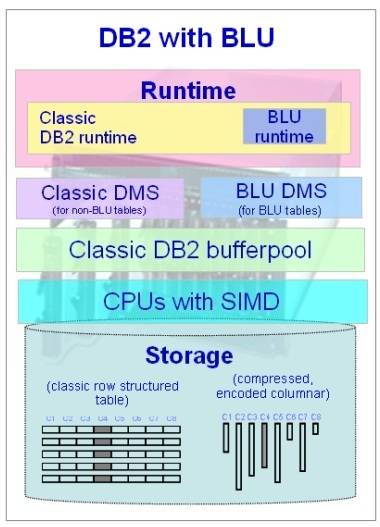 DB2 with BLU
Runtime
Classic
DB2 runtime
BLU
runtime
Classic DMS
(for non-BLU tables)
BLU DMS
(for BLU tables)
Classic DB2 bufferpool
CPUs with SIMD
Storage
(classic row structured
table)
C1 C2 C3 C4 C5 C6 C7 C8
(compressed,
encoded columnar)
C1 C2 C3 C4 C5 C6 C7 C8